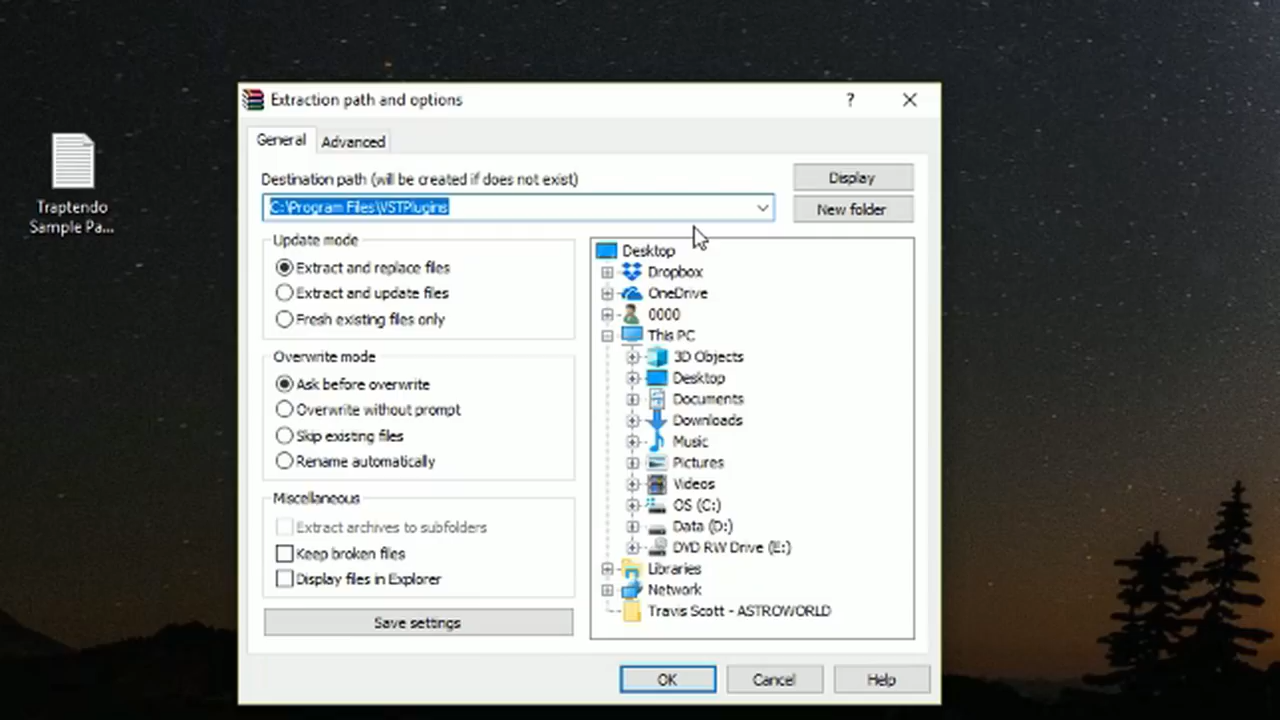 Extraction path and options
?
General
Advanced
Destination path (will be created if does not exist)
Display
C:\Program Files\VSTPlugins
New folder
Update mode
Extract and replace files
Extract and update files
Fresh existing files only
Overwrite mode
Ask before overwrite
Overwrite without prompt
Skip existing files
Rename automatically
Miscellaneous
Extract archives to subfolders
Keep broken files
Display files in Explorer
Save settings
Desktop
Dropbox
OneDrive
0000
This PC
3D Objects
Desktop
Documents
Downloads
Music
Pictures
Videos
OS (C:)
Data (D:)
DVD RW Drive (E:)
Libraries
Network
Travis Scott - ASTROWORLD
OK
Cancel
Help
Traptendo
Sample Pa...